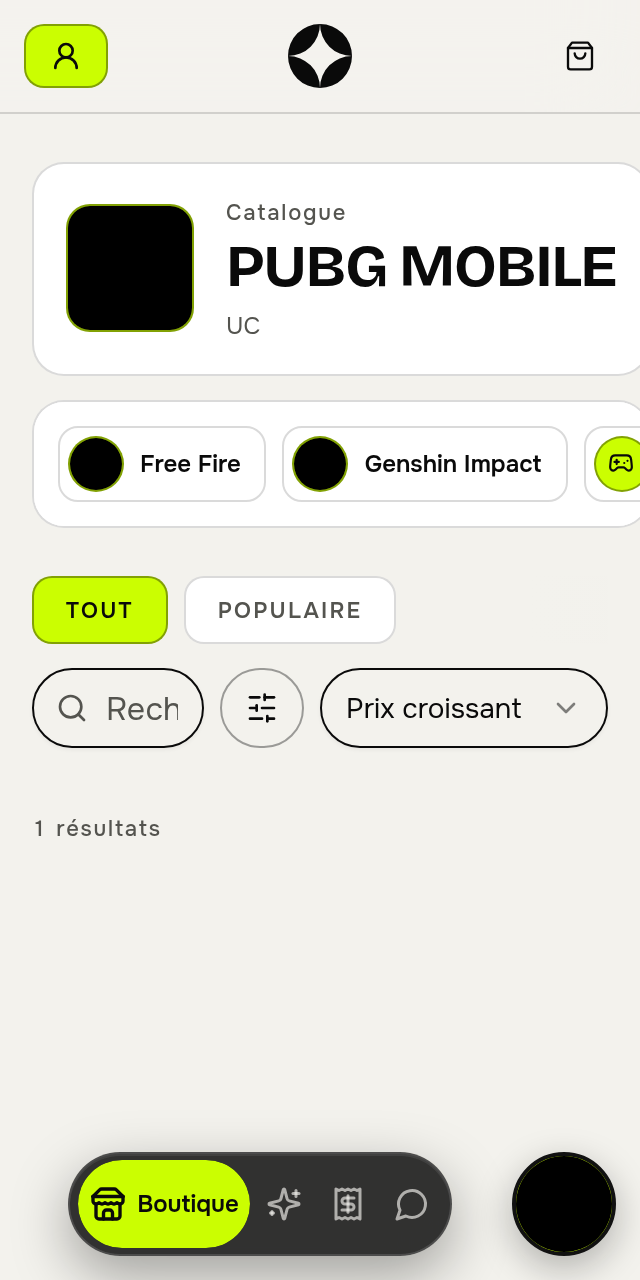 Catalogue
PUBG MOBILE
UC
Free Fire
Genshin Impact
TOUT
POPULAIRE
Rech
Prix croissant
1 résultats
Boutique